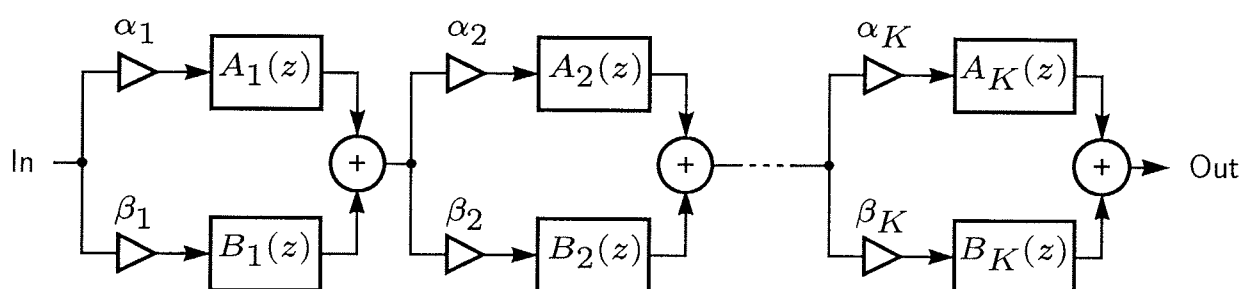 α1 α2 αK
A1(z) A2(z) AK(z)
In + + + Out
β1 β2 βK
B1(z) B2(z) BK(z)